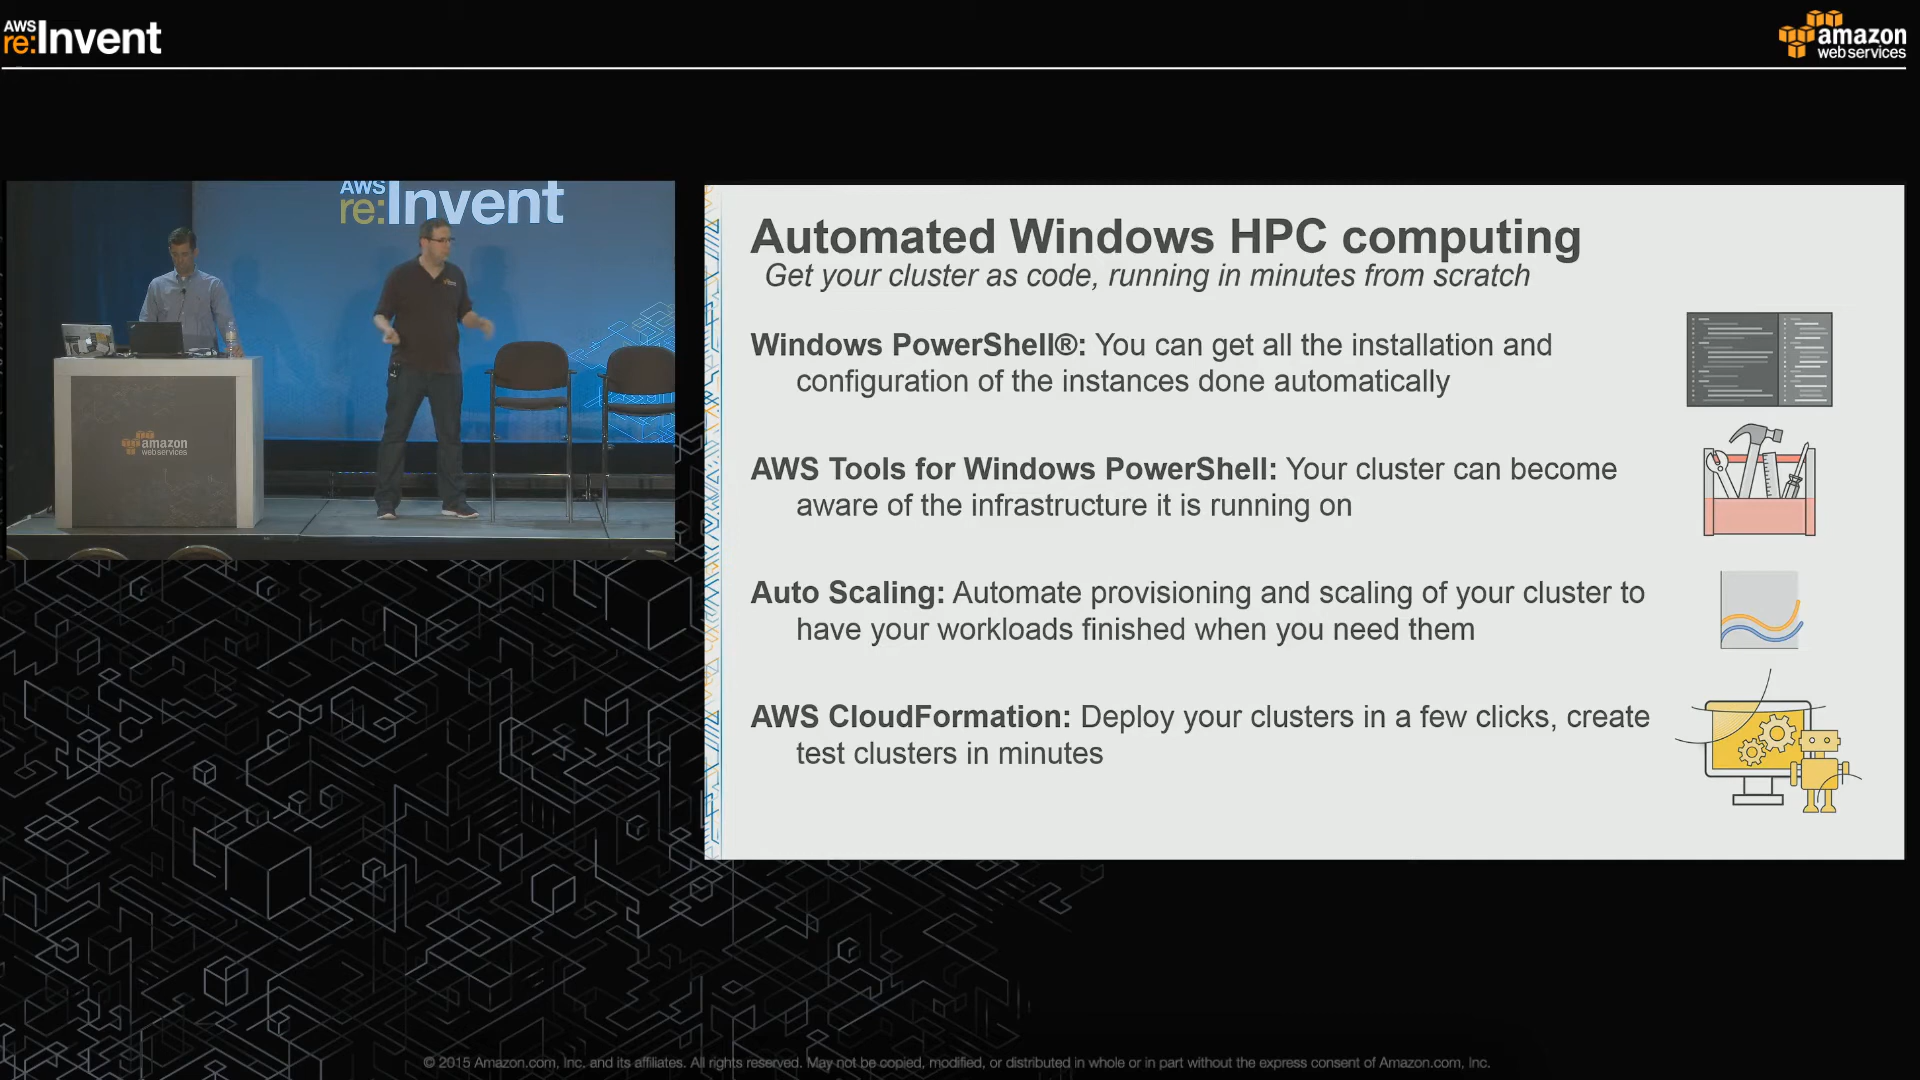 AWS
re:Invent
amazon
web services
AWS
re:Invent
amazon
web services
Automated Windows HPC computing
Get your cluster as code, running in minutes from scratch
Windows PowerShell®: You can get all the installation and
configuration of the instances done automatically
AWS Tools for Windows PowerShell: Your cluster can become
aware of the infrastructure it is running on
Auto Scaling: Automate provisioning and scaling of your cluster to
have your workloads finished when you need them
AWS CloudFormation: Deploy your clusters in a few clicks, create
test clusters in minutes
© 2015 Amazon.com, Inc. and its affiliates. All rights reserved. May not be copied, modified, or distributed in whole or in part without the express consent of Amazon.com, Inc.